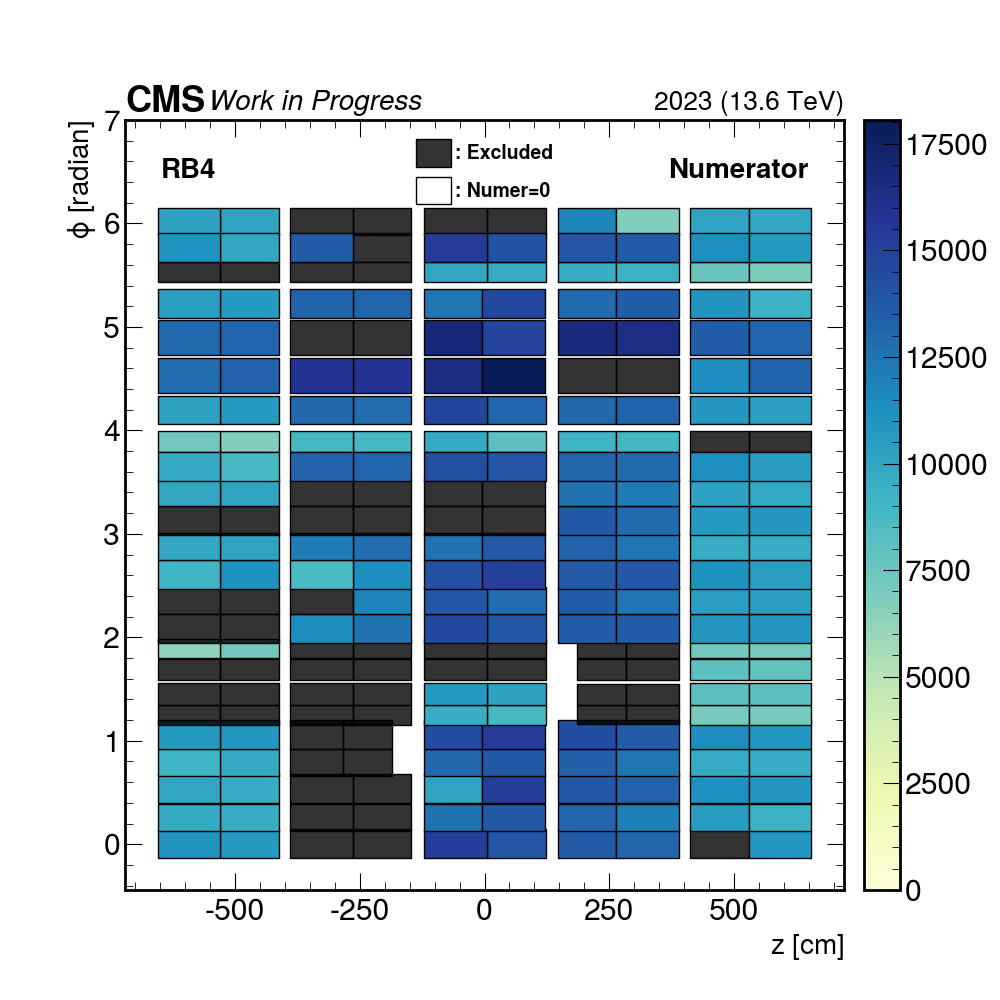 CMS Work in Progress 2023 (13.6 TeV)
RB4 : Excluded Numerator
: Numer=0
ϕ [radian]
7
6
5
4
3
2
1
0
-500 -250 0 250 500
z [cm]
17500
15000
12500
10000
7500
5000
2500
0